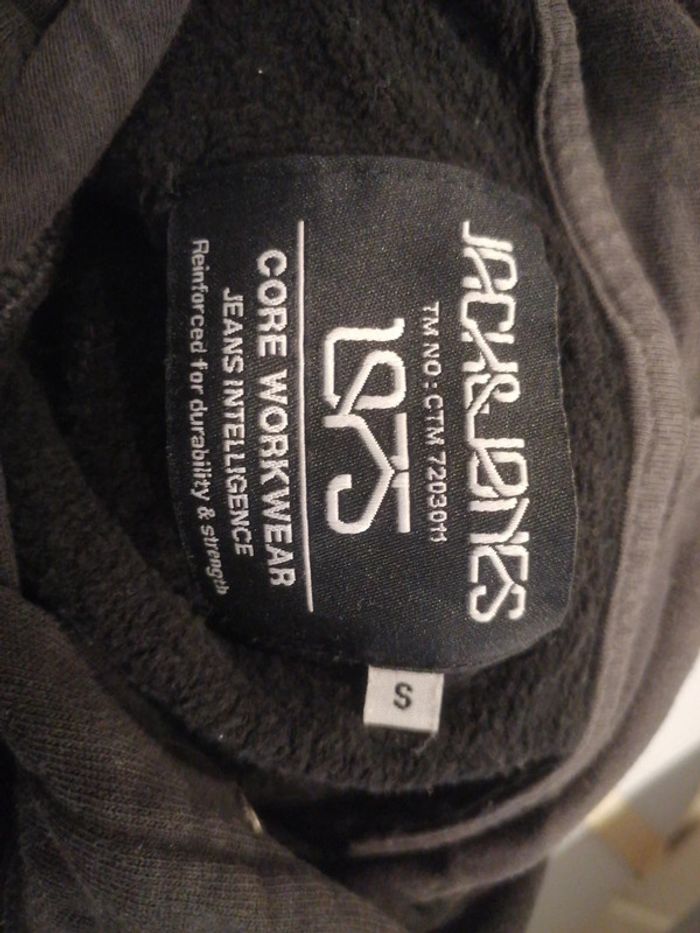 JACK & JONES
TM NO: CTM 7203011
1975
CORE WORKWEAR
JEANS INTELLIGENCE
Reinforced for durability & strength
S